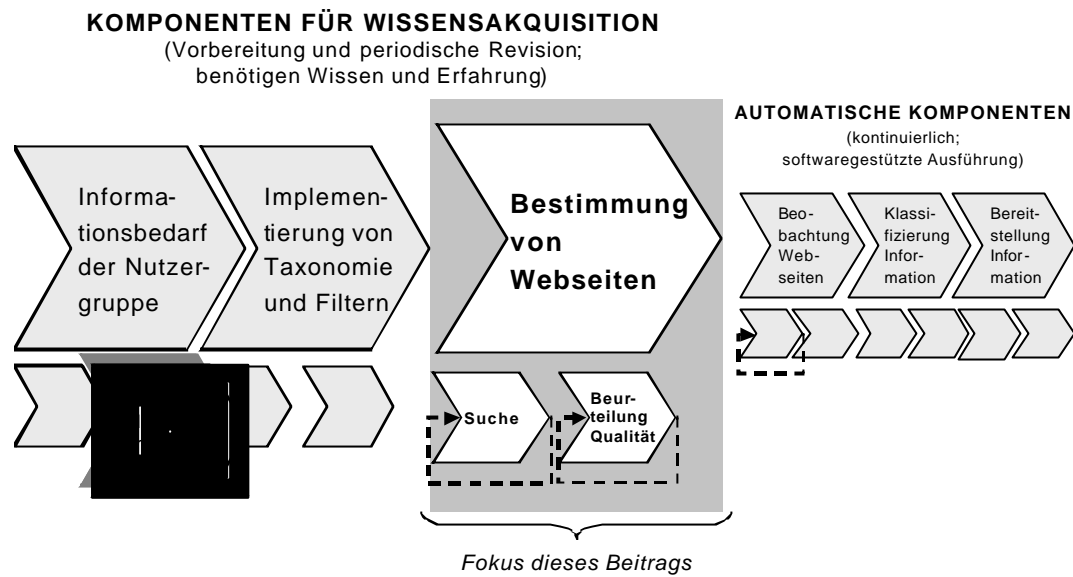 KOMPONENTEN FÜR WISSENSAKQUISITION
(Vorbereitung und periodische Revision;
benötigen Wissen und Erfahrung)
AUTOMATISCHE KOMPONENTEN
(kontinuierlich;
softwaregestützte Ausführung)
Informa-
tionsbedarf
der Nutzer-
gruppe
Implemen-
tierung von
Taxonomie
und Filtern
Bestimmung
von
Webseiten
Beo-
bachtung
Web-
seiten
Klassi-
fizierung
Infor-
mation
Bereit-
stellung
Infor-
mation
Suche
Beur-
teilung
Qualität
Fokus dieses Beitrags